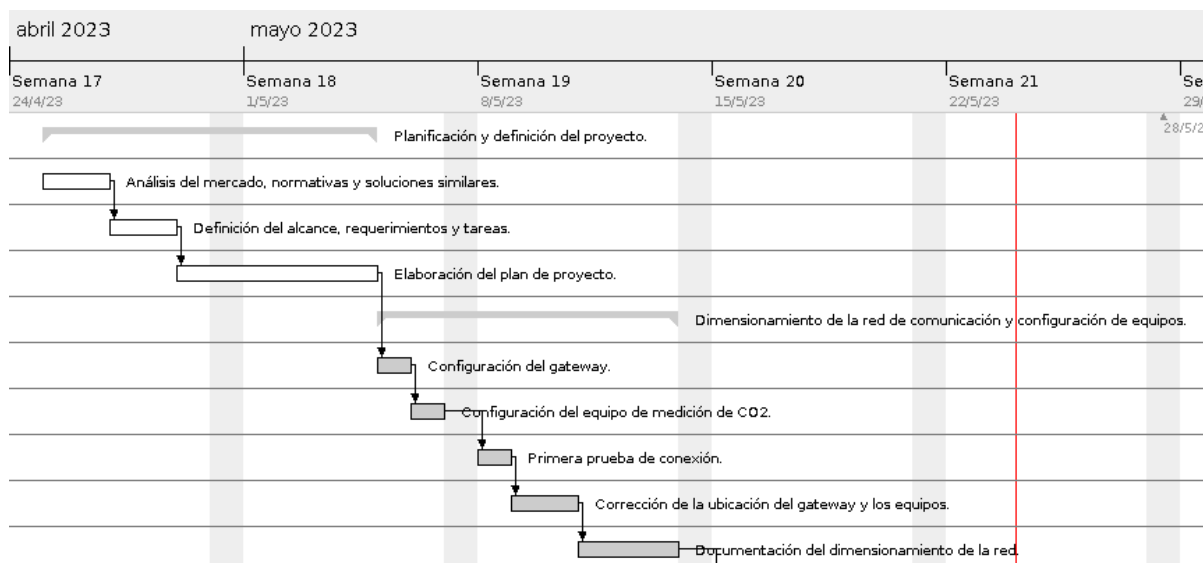 abril 2023
mayo 2023
Semana 17
Semana 18
Semana 19
Semana 20
Semana 21
Se
24/4/23
1/5/23
8/5/23
15/5/23
22/5/23
29/
28/5/2
Planificación y definición del proyecto.
Análisis del mercado, normativas y soluciones similares.
Definición del alcance, requerimientos y tareas.
Elaboración del plan de proyecto.
Dimensionamiento de la red de comunicación y configuración de equipos.
Configuración del gateway.
Configuración del equipo de medición de CO2.
Primera prueba de conexión.
Corrección de la ubicación del gateway y los equipos.
Documentación del dimensionamiento de la red.